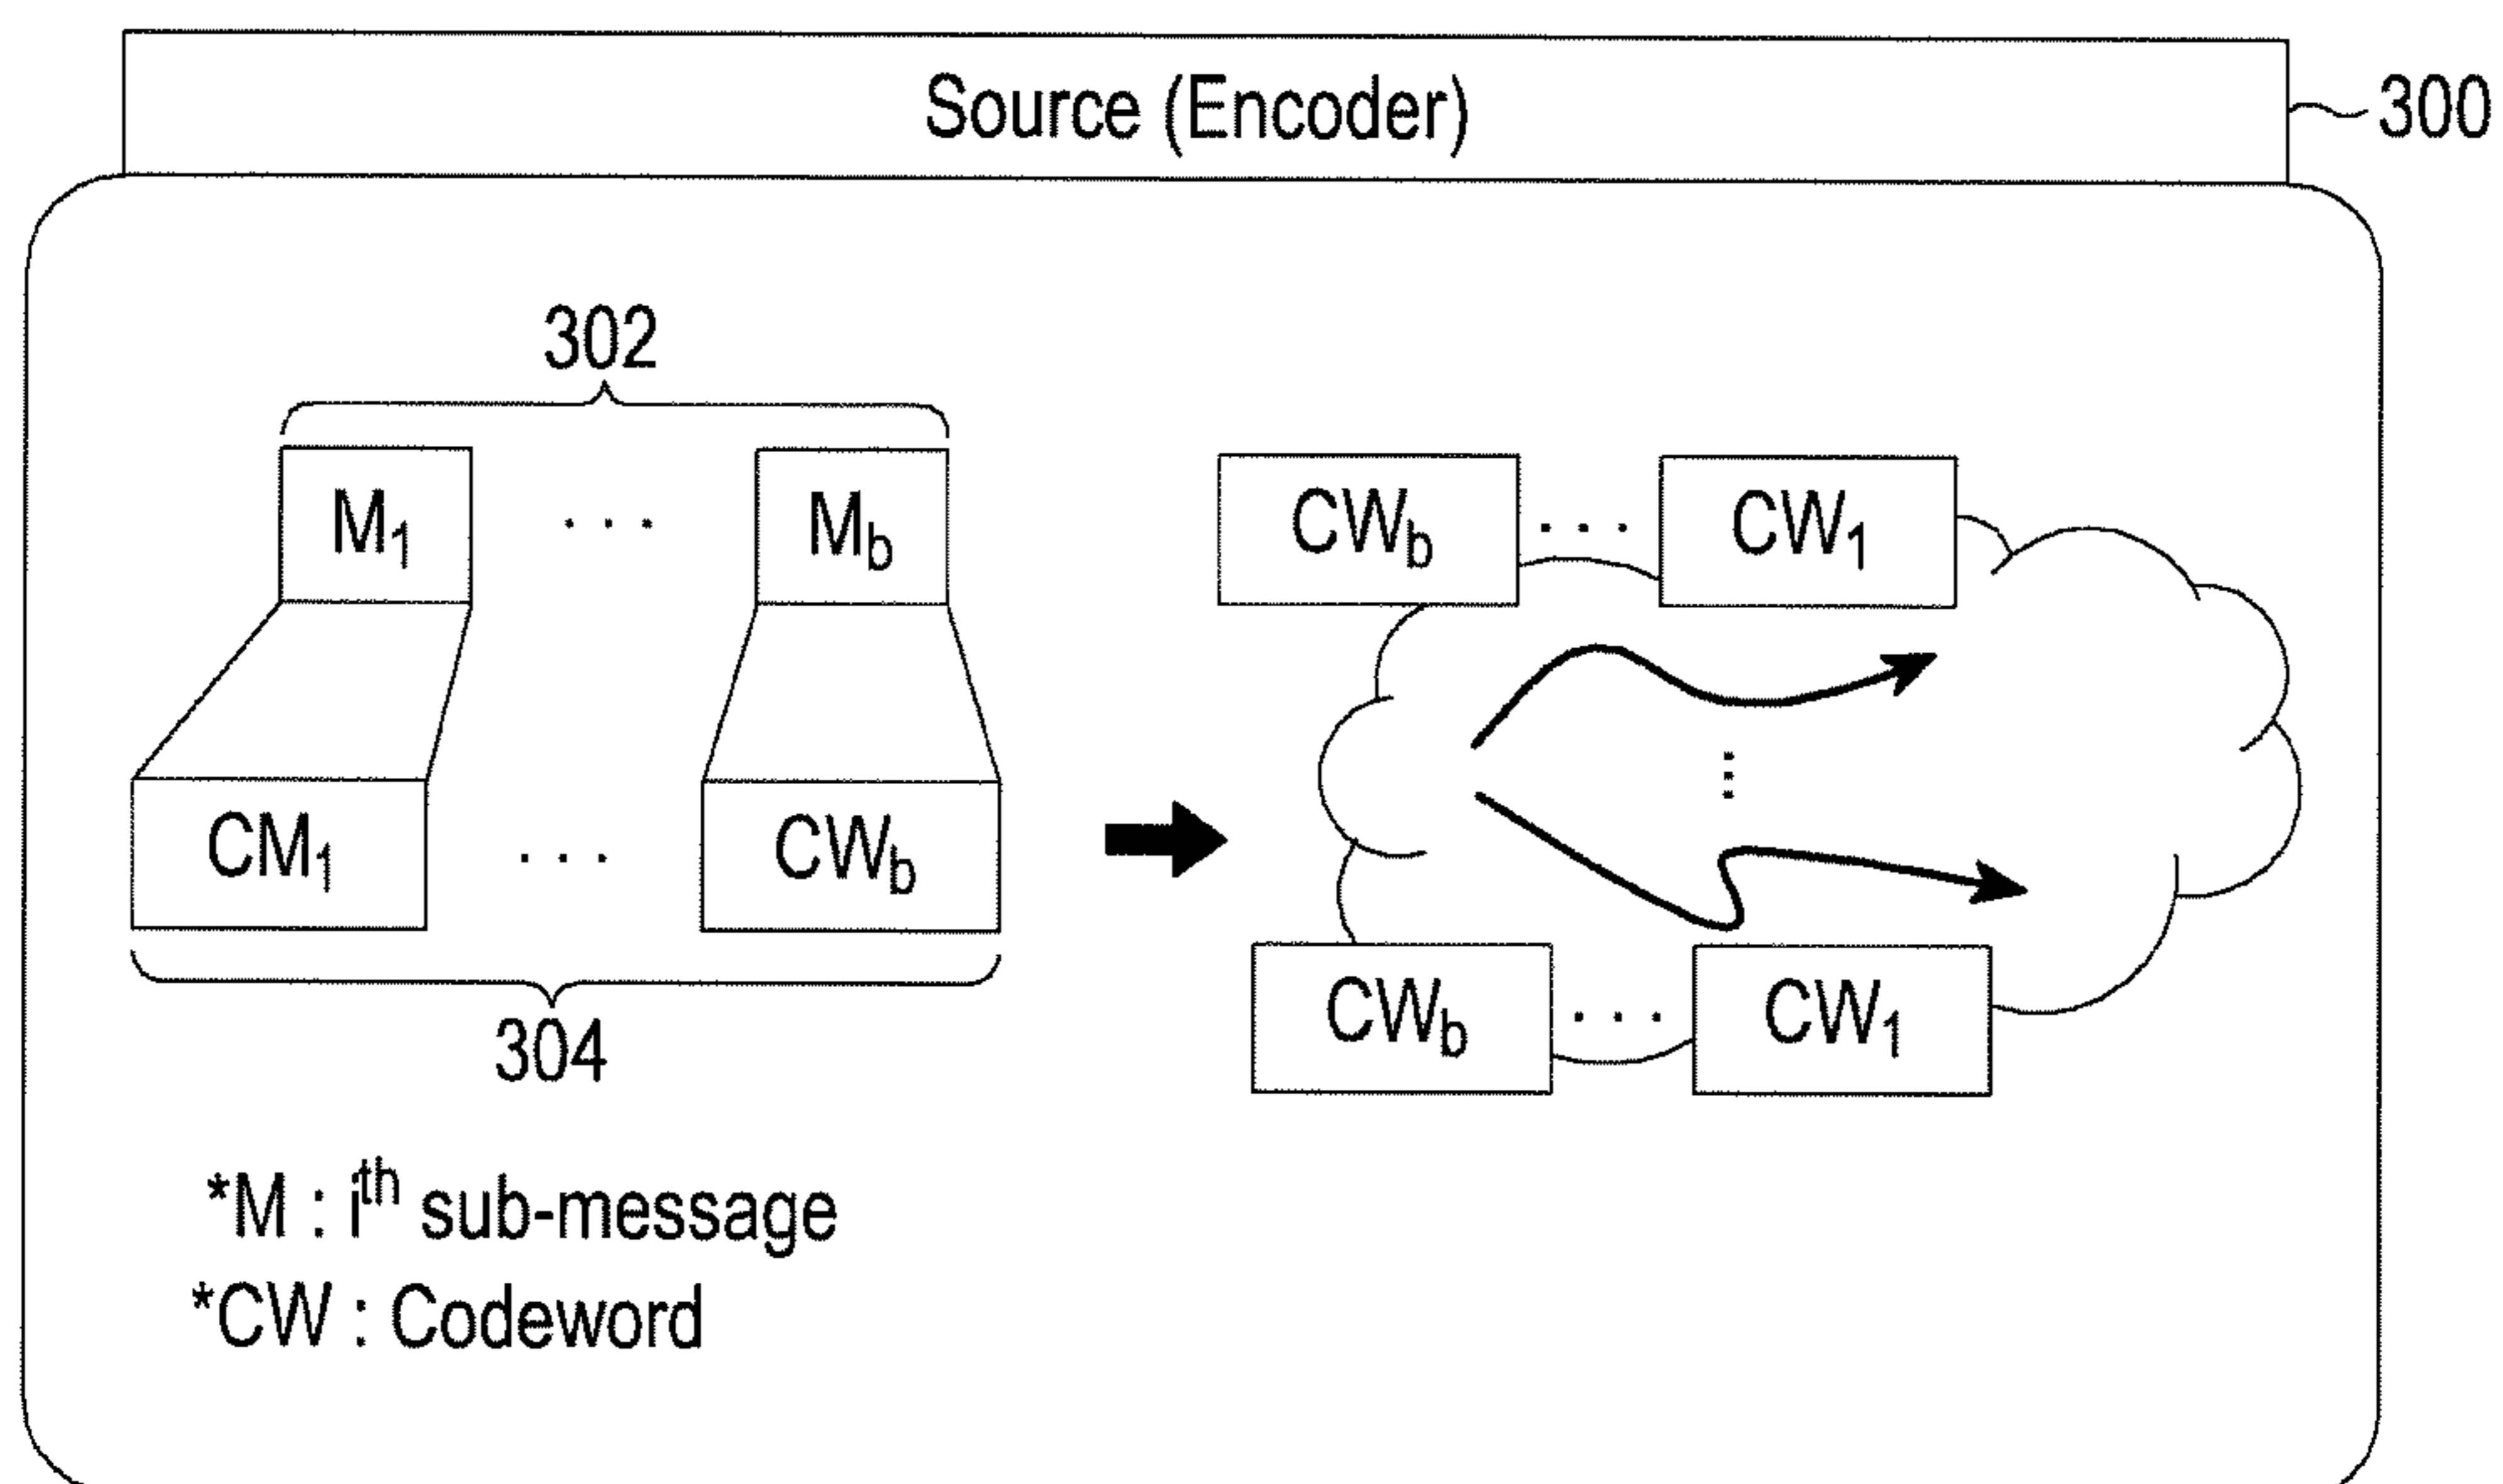 Source (Encoder)
300
302
M1 ... Mb
CWb ... CW1
CM1 ... CWb
304
CWb ... CW1
*M : ith sub-message
*CW : Codeword